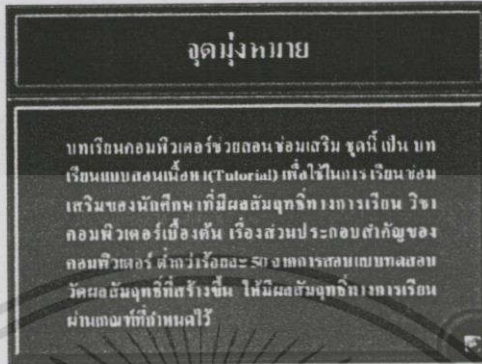 จุดมุ่งหมาย
บทเรียนคอมพิวเตอร์ช่วยสอนซ่อมเสริม ชุดนี้ เป็น บท
เรียนแบบสอนเนื้อหา(Tutorial) เพื่อใช้ในการ เรียน ซ่อม
เสริมของนักศึกษาที่มีผลสัมฤทธิ์ทางการเรียน วิชา
คอมพิวเตอร์เบื้องต้น เรื่องส่วนประกอบสำคัญของ
คอมพิวเตอร์ ต่ำกว่าร้อยละ 50 จากการสอบแบบทดสอบ
วัดผลสัมฤทธิ์ที่สร้างขึ้น ให้มีผลสัมฤทธิ์ทางการเรียน
ผ่านเกณฑ์ที่กำหนดไว้